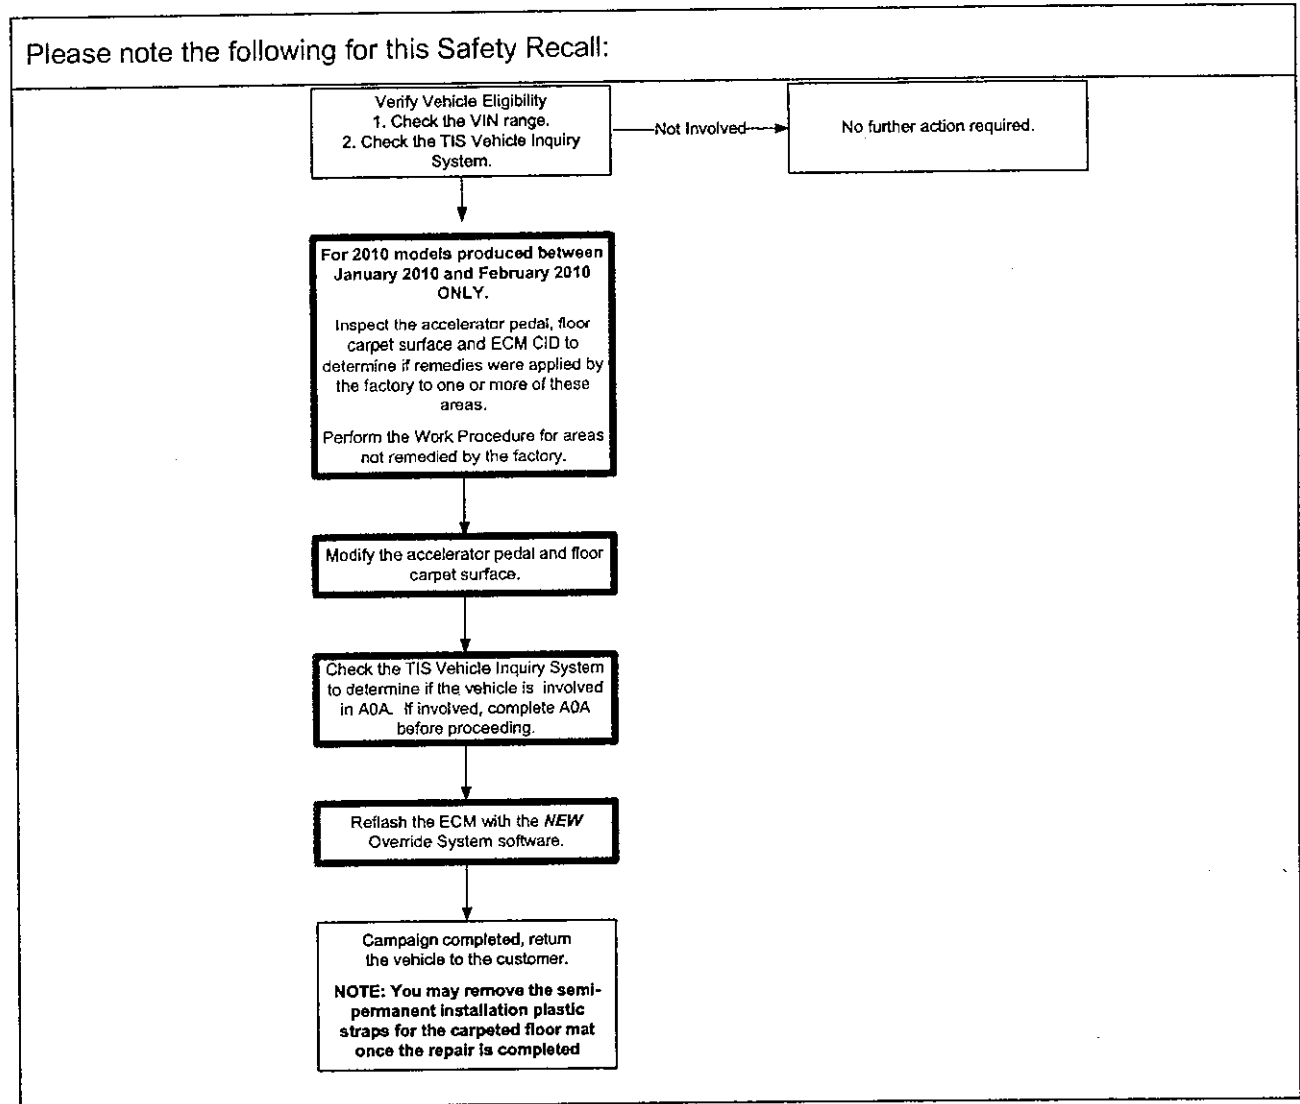 Please note the following for this Safety Recall:
Verify Vehicle Eligibility
1. Check the VIN range.
2. Check the TIS Vehicle Inquiry
System.
Not Involved
No further action required.
For 2010 models produced between
January 2010 and February 2010
ONLY.
Inspect the accelerator pedal, floor
carpet surface and ECM CID to
determine if remedies were applied by
the factory to one or more of these
areas.
Perform the Work Procedure for areas
not remedied by the factory.
Modify the accelerator pedal and floor
carpet surface.
Check the TIS Vehicle Inquiry System
to determine if the vehicle is involved
in A0A. If involved, complete A0A
before proceeding.
Reflash the ECM with the NEW
Override System software.
Campaign completed, return
the vehicle to the customer.
NOTE: You may remove the semi-
permanent installation plastic
straps for the carpeted floor mat
once the repair is completed